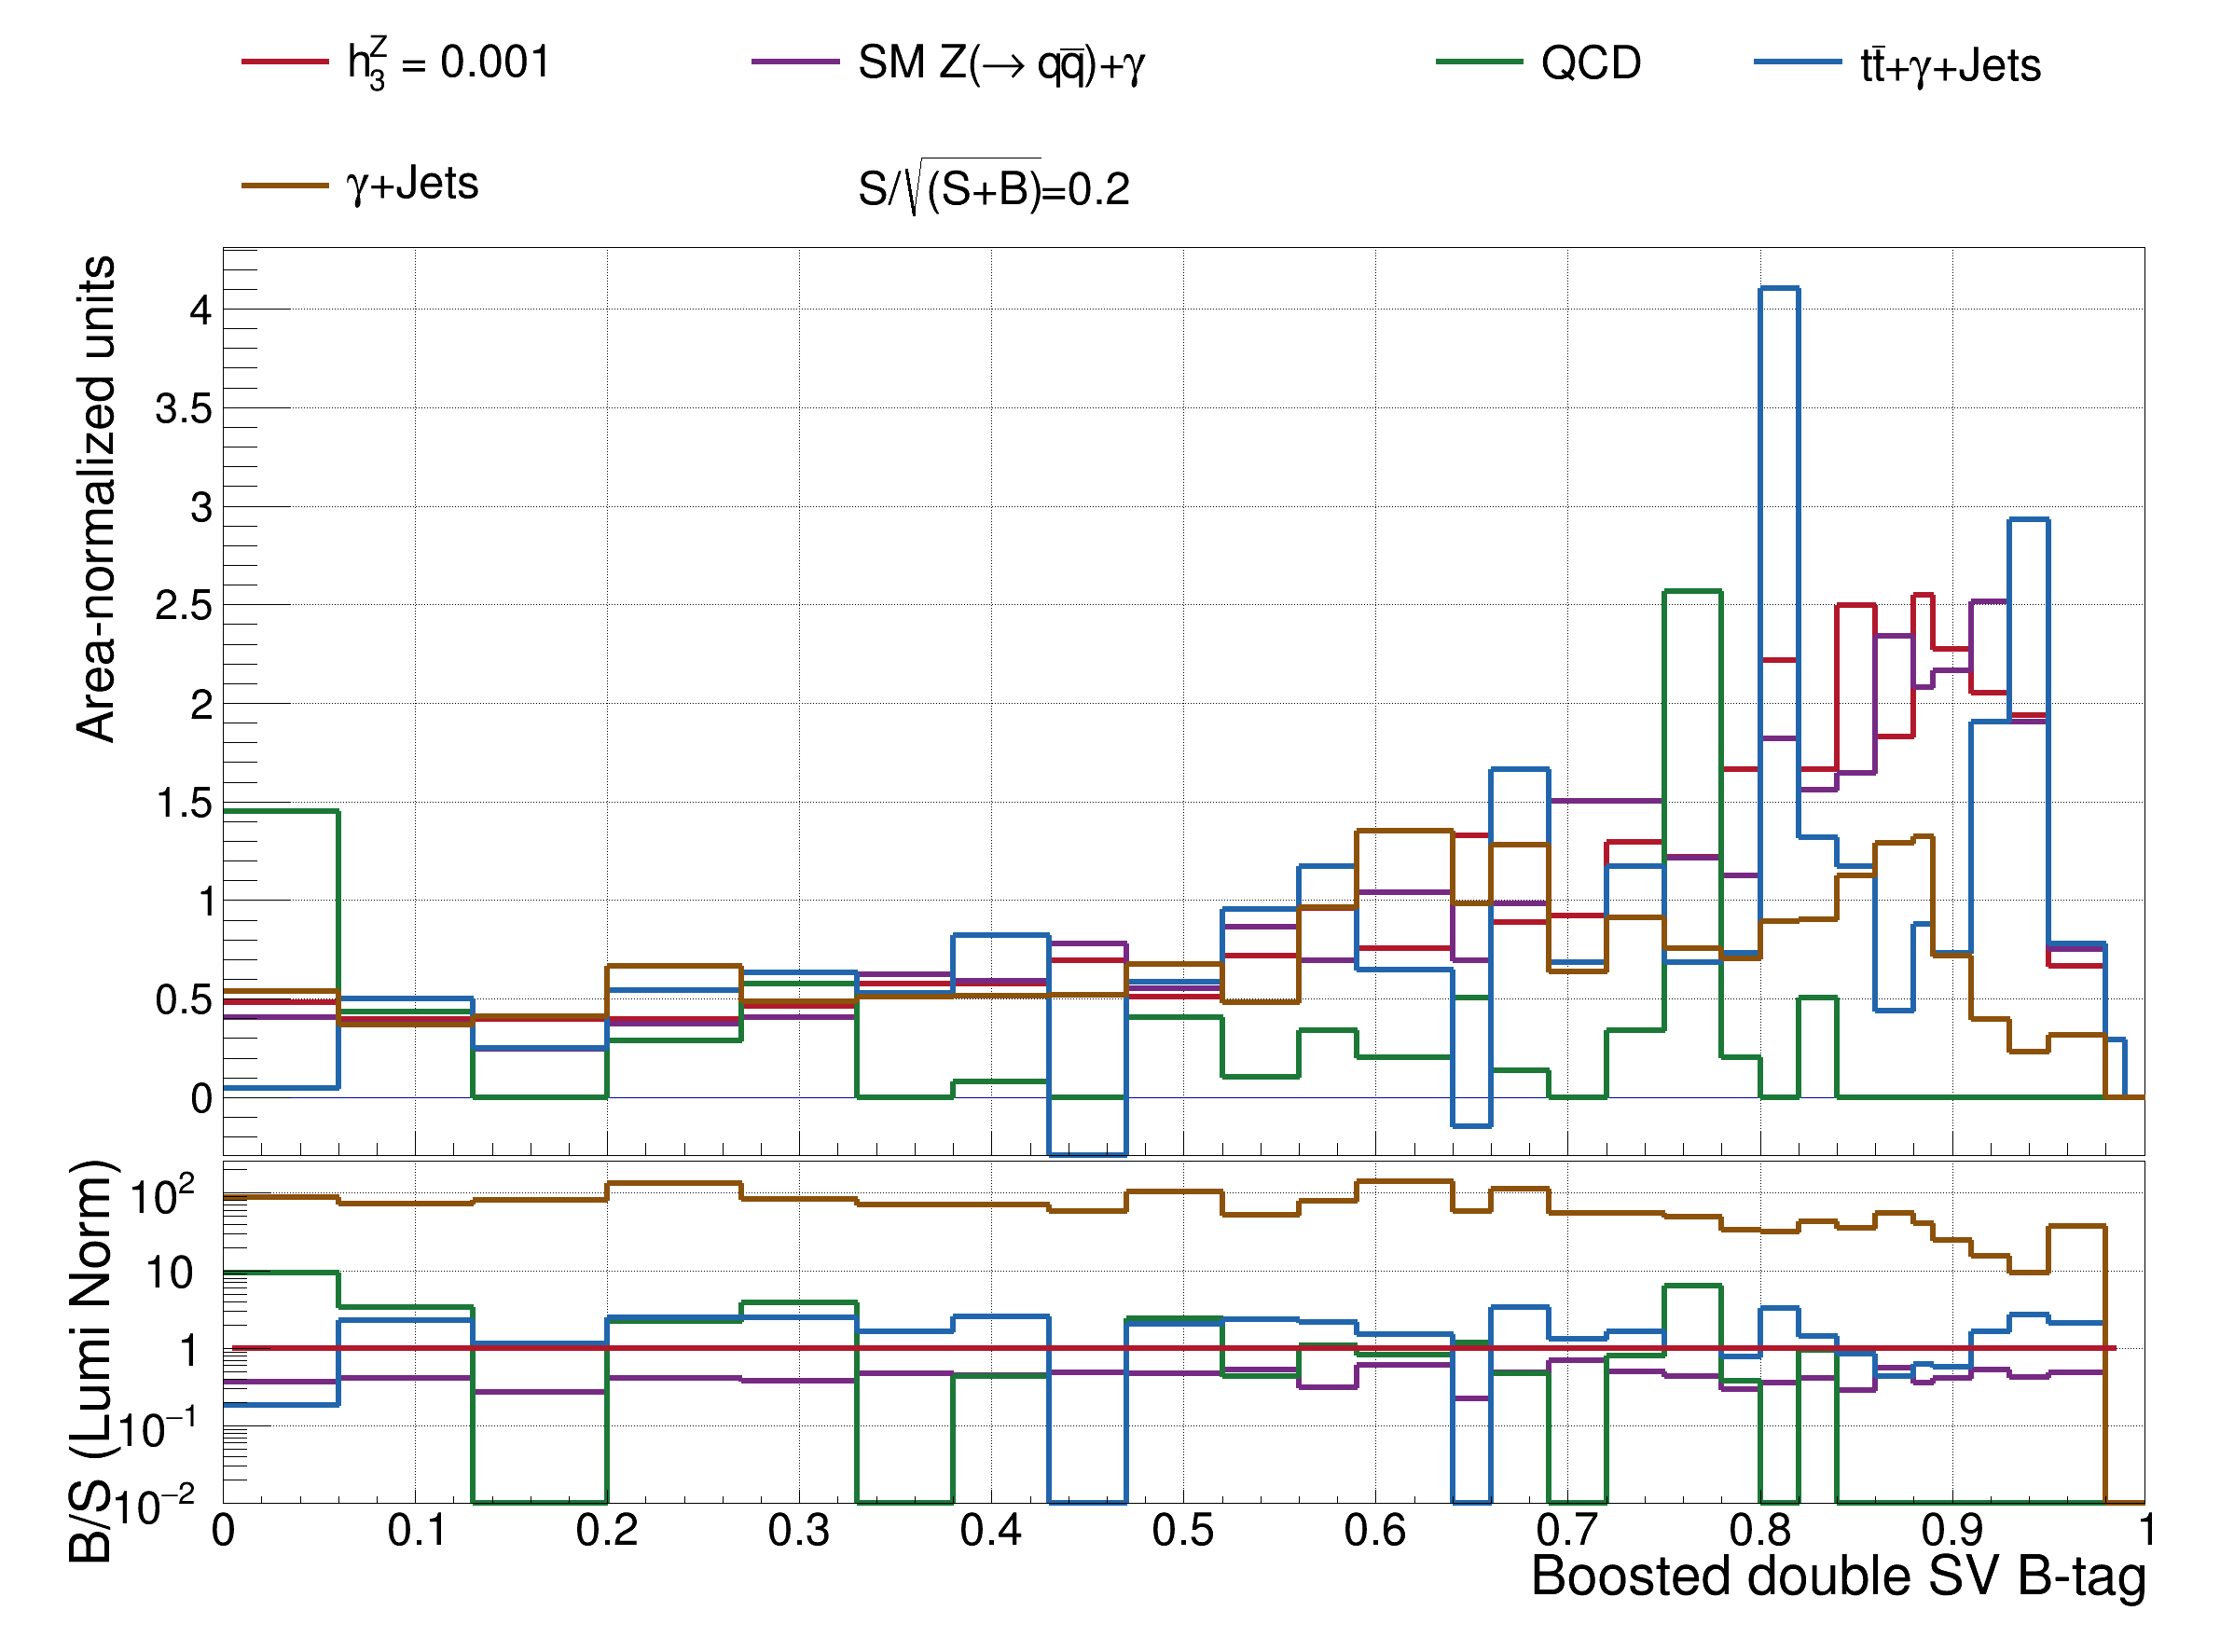 h₃ᶻ = 0.001 SM Z(→ qq̅)+γ QCD tt̅+γ+Jets
γ+Jets S/√(S+B)=0.2
Area-normalized units
4
3.5
3
2.5
2
1.5
1
0.5
0
B/S (Lumi Norm)
10²
10
1
10⁻¹
10⁻²
0 0.1 0.2 0.3 0.4 0.5 0.6 0.7 0.8 0.9 1
Boosted double SV B-tag